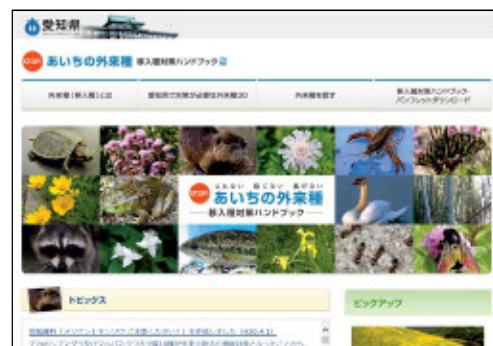 愛知県
STOP あいちの外来種 移入種対策ハンドブック
外来種(移入種)とは
愛知県で対策が必要な外来種30
外来種を探す
移入種対策ハンドブック・
パンフレットダウンロード
STOP
いれない 捨てない 拡げない
あいちの外来種
移入種対策ハンドブック
トピックス
ピックアップ